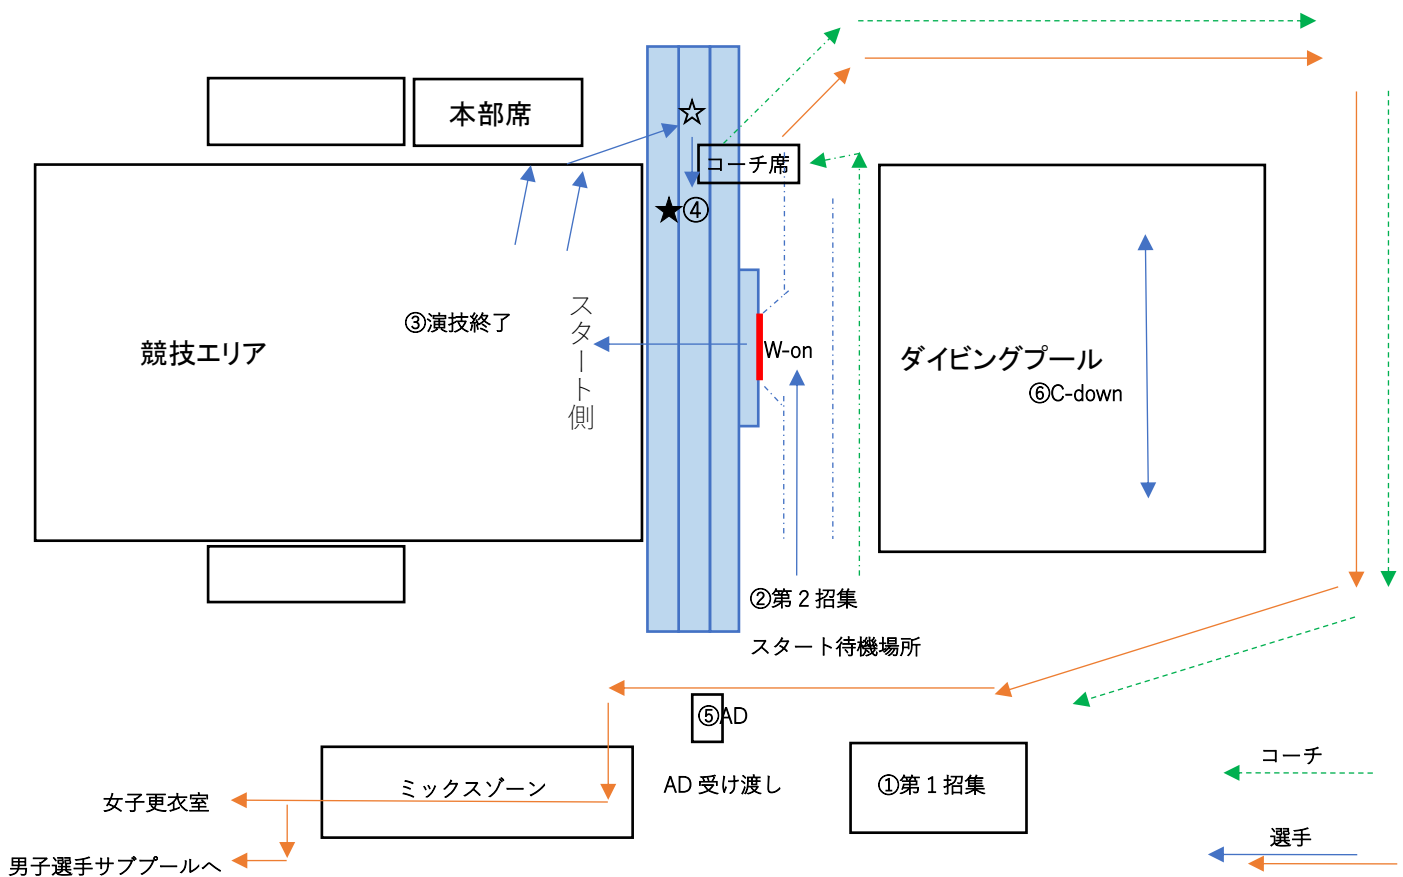 本部席
☆
コーチ席
★④
③演技終了
スタート側
競技エリア
W-on
ダイビングプール
⑥C-down
②第2招集
スタート待機場所
⑤AD
AD受け渡し
①第1招集
ミックスゾーン
女子更衣室
男子選手サブプールへ
コーチ
選手